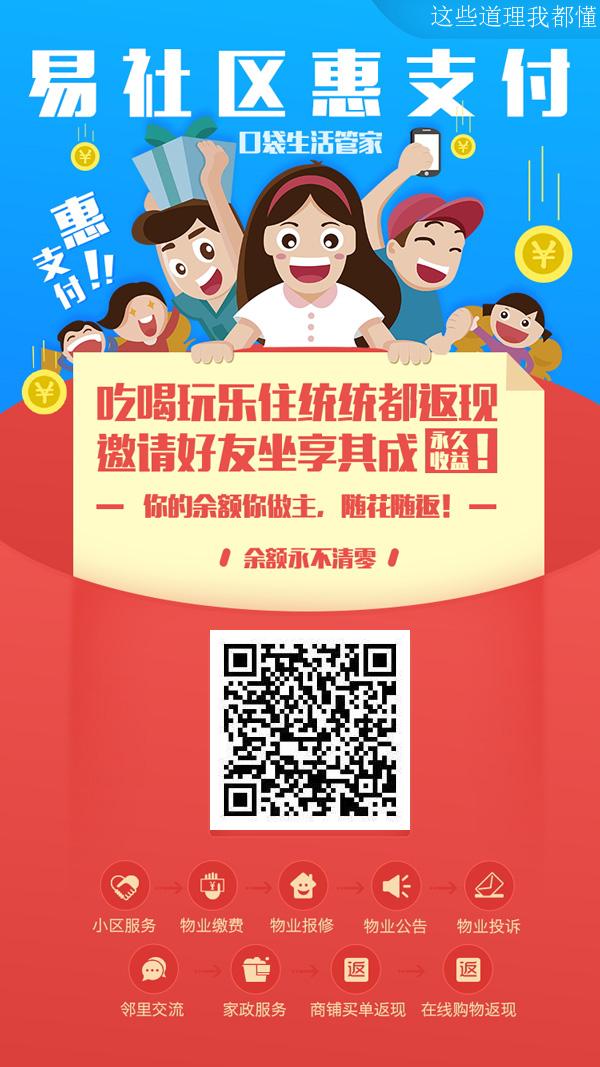 这些道理我都懂
易社区惠支付
口袋生活管家
惠
支付!!
吃喝玩乐住统统都返现
邀请好友坐享其成 永久收益!
你的余额你做主，随花随返!
余额永不清零
小区服务 物业缴费 物业报修 物业公告 物业投诉
返 返
邻里交流 家政服务 商铺买单返现 在线购物返现